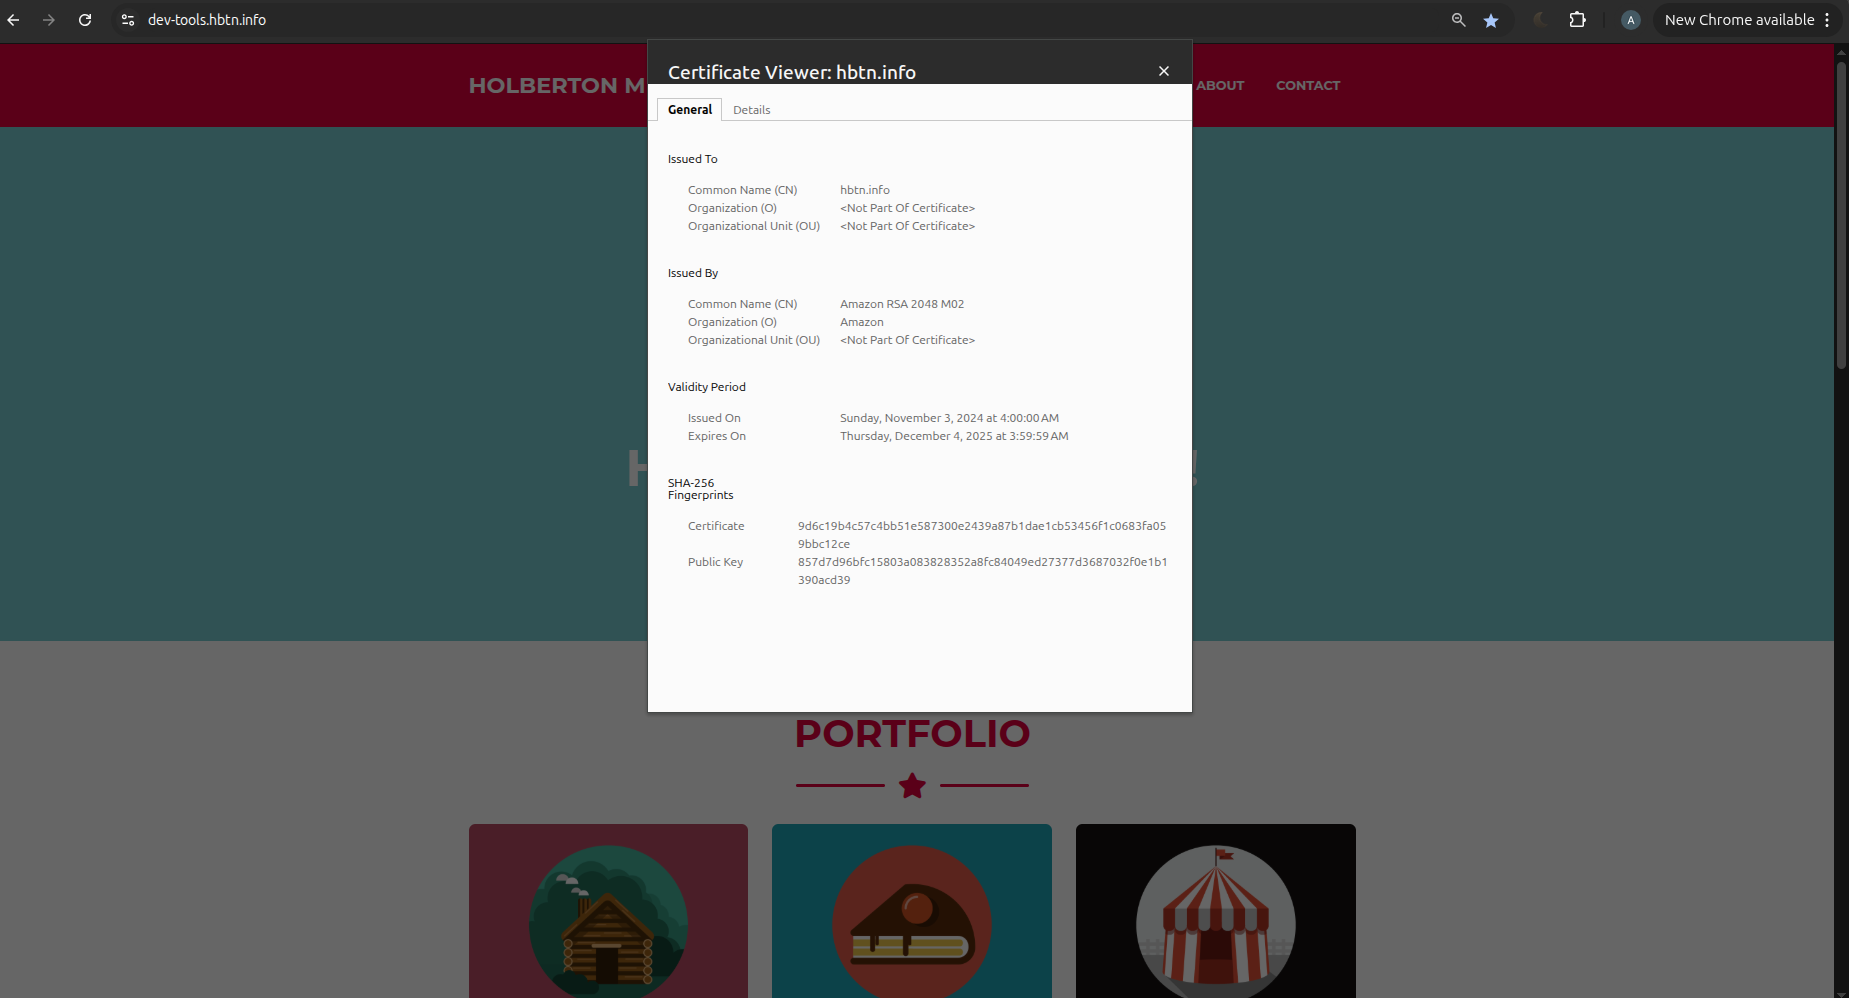 dev-tools.hbtn.info
A
New Chrome available
HOLBERTON M
ABOUT
CONTACT
Certificate Viewer: hbtn.info
General
Details
Issued To
Common Name (CN) hbtn.info
Organization (O) <Not Part Of Certificate>
Organizational Unit (OU) <Not Part Of Certificate>
Issued By
Common Name (CN) Amazon RSA 2048 M02
Organization (O) Amazon
Organizational Unit (OU) <Not Part Of Certificate>
Validity Period
Issued On Sunday, November 3, 2024 at 4:00:00 AM
Expires On Thursday, December 4, 2025 at 3:59:59 AM
H !
SHA-256
Fingerprints
Certificate 9d6c19b4c57c4bb51e587300e2439a87b1dae1cb53456f1c0683fa05
9bbc12ce
Public Key 857d7d96bfc15803a083828352a8fc84049ed27377d3687032f0e1b1
390acd39
PORTFOLIO